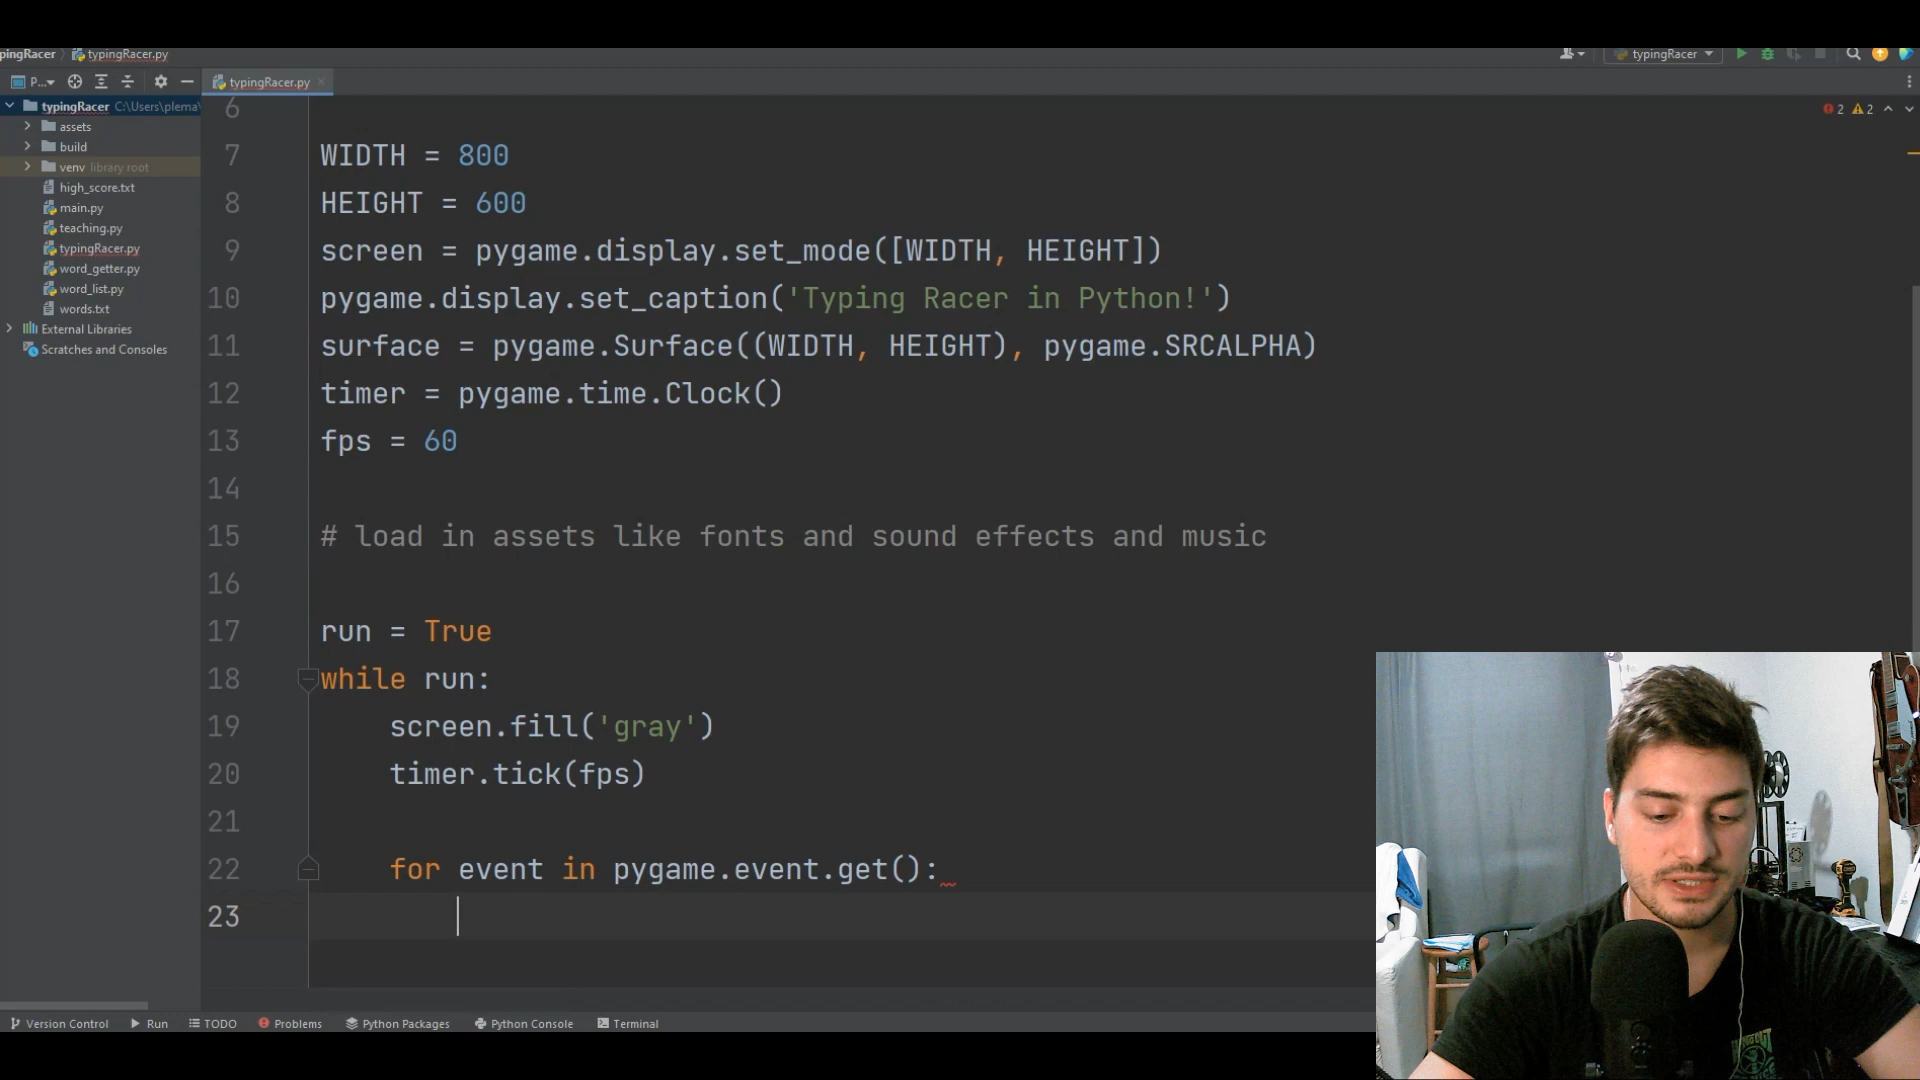 pingRacer typingRacer.py
typingRacer
P...
typingRacer.py
typingRacer C:\Users\plema\
assets
build
venv library root
high_score.txt
main.py
teaching.py
typingRacer.py
word_getter.py
word_list.py
words.txt
External Libraries
Scratches and Consoles
2 2
6
7 WIDTH = 800
8 HEIGHT = 600
9 screen = pygame.display.set_mode([WIDTH, HEIGHT])
10 pygame.display.set_caption('Typing Racer in Python!')
11 surface = pygame.Surface((WIDTH, HEIGHT), pygame.SRCALPHA)
12 timer = pygame.time.Clock()
13 fps = 60
14
15 # load in assets like fonts and sound effects and music
16
17 run = True
18 while run:
19 screen.fill('gray')
20 timer.tick(fps)
21
22 for event in pygame.event.get():
23
Version Control Run TODO Problems Python Packages Python Console Terminal